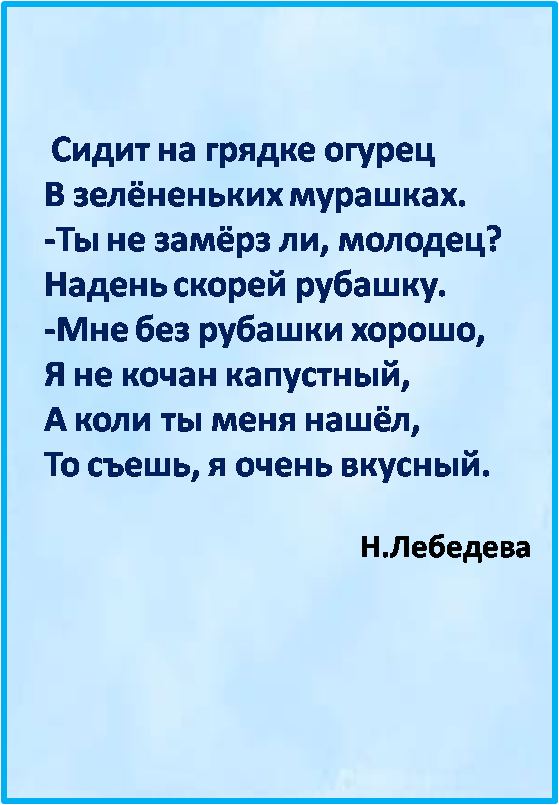 Сидит на грядке огурец
В зелёненьких мурашках.
-Ты не замёрз ли, молодец?
Надень скорей рубашку.
-Мне без рубашки хорошо,
Я не кочан капустный,
А коли ты меня нашёл,
То съешь, я очень вкусный.
Н.Лебедева